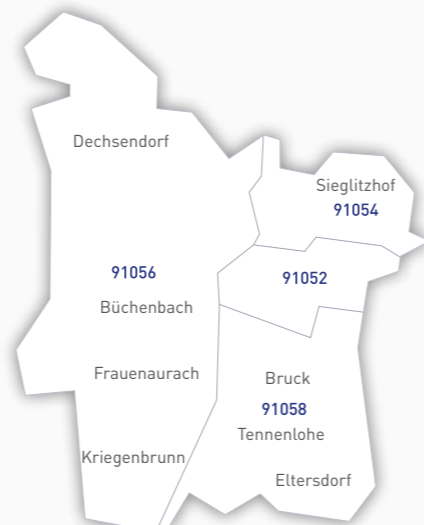 Dechsendorf
Sieglitzhof
91054
91056
91052
Büchenbach
Frauenaurach
Bruck
91058
Tennenlohe
Kriegenbrunn
Eltersdorf